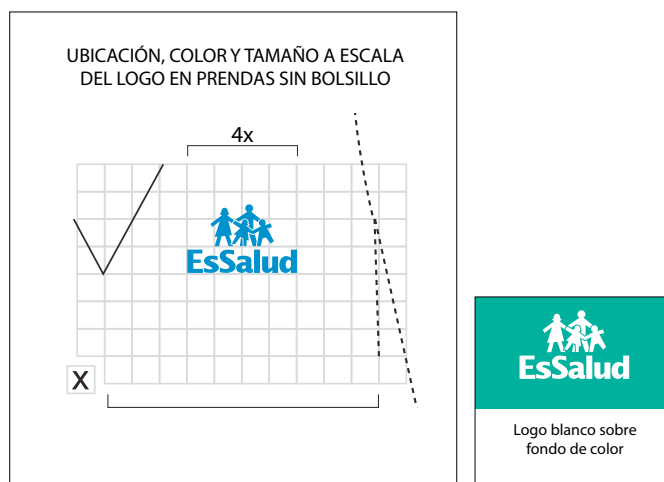 UBICACIÓN, COLOR Y TAMAÑO A ESCALA
DEL LOGO EN PRENDAS SIN BOLSILLO
4x
EsSalud
X
EsSalud
Logo blanco sobre
fondo de color